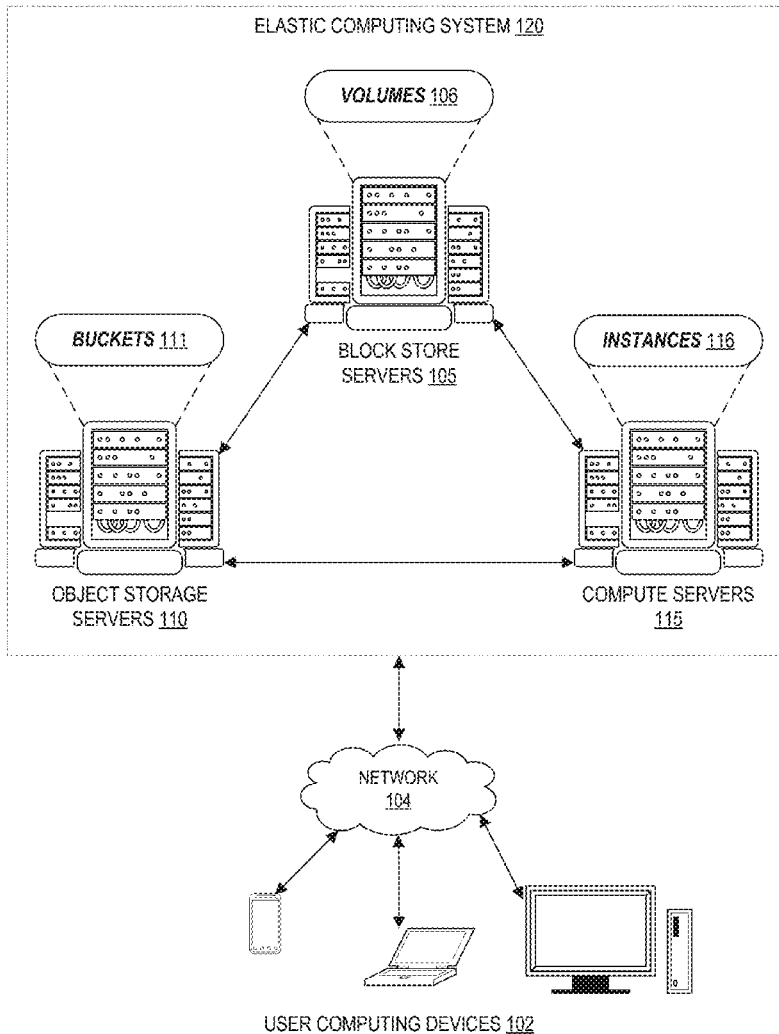 ELASTIC COMPUTING SYSTEM 120
VOLUMES 106
BUCKETS 111
INSTANCES 116
BLOCK STORE
SERVERS 105
OBJECT STORAGE
SERVERS 110
COMPUTE SERVERS
115
NETWORK
104
USER COMPUTING DEVICES 102